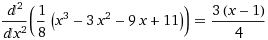 d²/dx²(1/8 (x³ − 3 x² − 9 x + 11)) = 3 (x − 1)/4